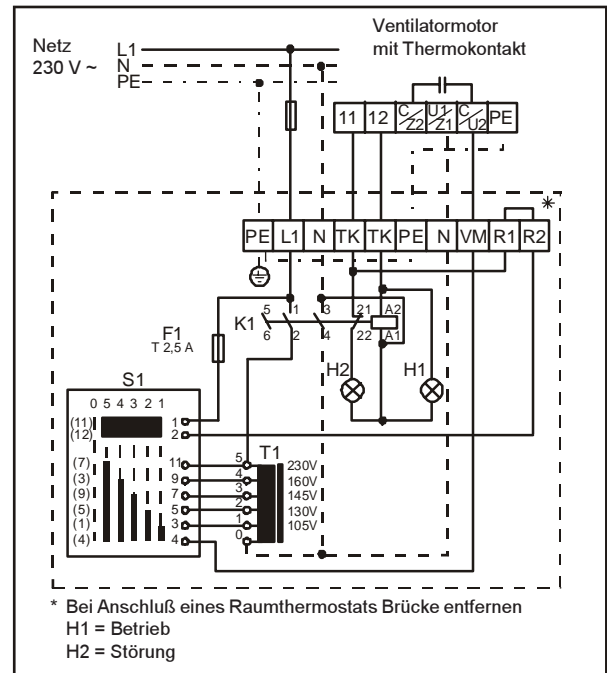 Netz
230 V ~
L1
N
PE
Ventilatormotor
mit Thermokontakt
11 12 C/Z2 U1/Z1 C/U2 PE
*
PE L1 N TK TK PE N VM R1 R2
F1
T 2,5 A
K1
5 1 3 21 A2
6 2 4 22 A1
H2 H1
S1
0 5 4 3 2 1
(11) 1
(12) 2
T1
(7) 11 5 230V
(3) 9 4 160V
(9) 7 3 145V
(5) 5 2 130V
(1) 3 1 105V
(4) 4 0
* Bei Anschluß eines Raumthermostats Brücke entfernen
H1 = Betrieb
H2 = Störung